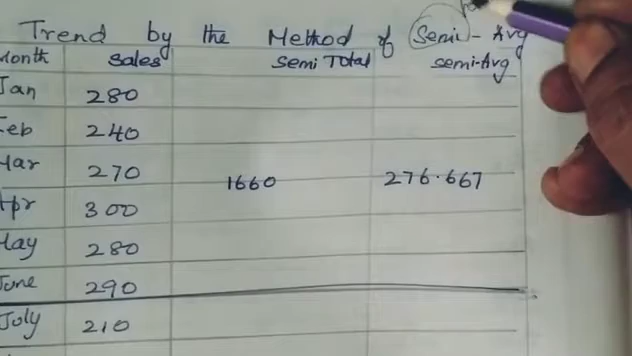 Trend by the Method of Semi-Avg
Month Sales Semi Total Semi-Avg
Jan 280
Feb 240
Mar 270 1660 276.667
Apr 300
May 280
June 290
July 210